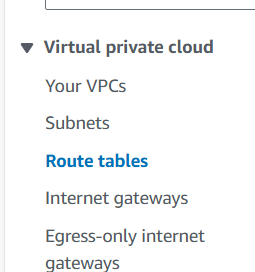 Virtual private cloud
Your VPCs
Subnets
Route tables
Internet gateways
Egress-only internet
gateways